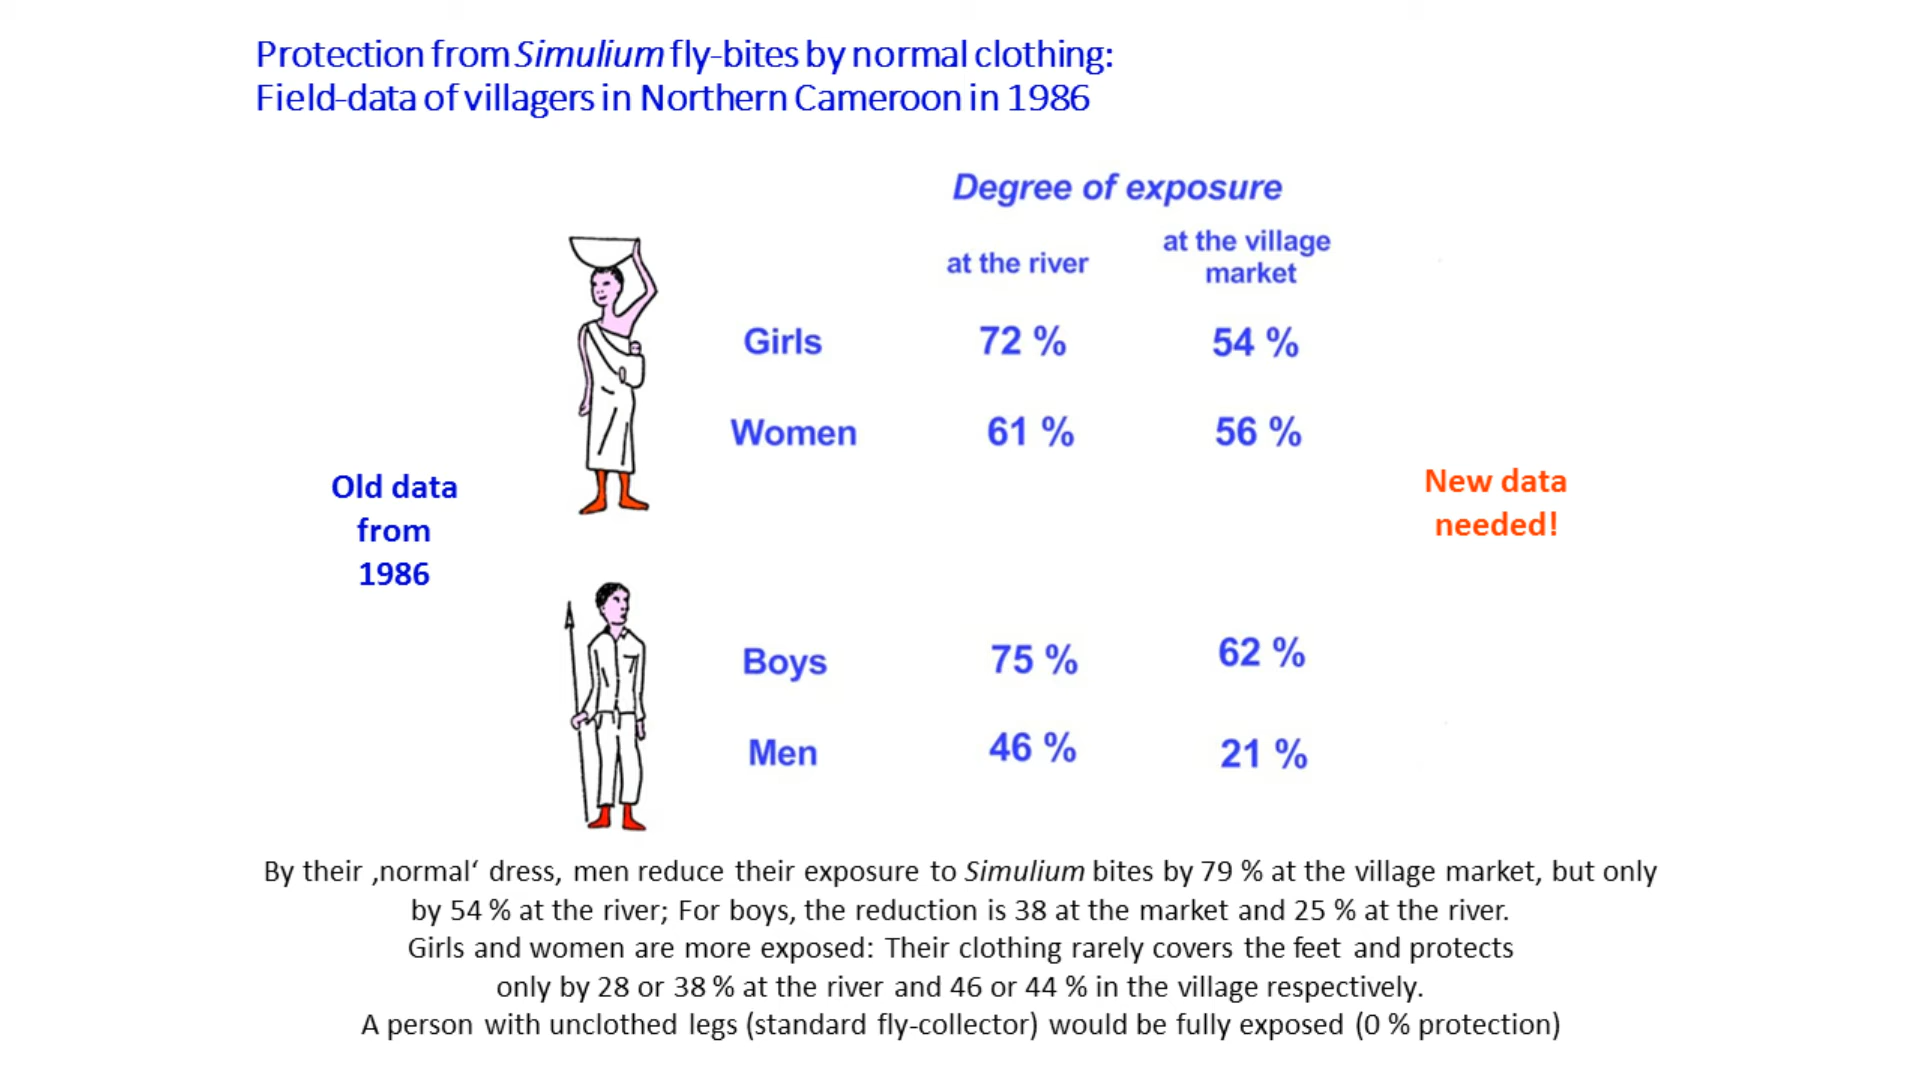 Protection from Simulium fly-bites by normal clothing:
Field-data of villagers in Northern Cameroon in 1986
Degree of exposure
at the river
at the village
market
Girls 72 % 54 %
Women 61 % 56 %
Old data
from
1986
New data
needed!
Boys 75 % 62 %
Men 46 % 21 %
By their ‚normal‘ dress, men reduce their exposure to Simulium bites by 79 % at the village market, but only
by 54 % at the river; For boys, the reduction is 38 at the market and 25 % at the river.
Girls and women are more exposed: Their clothing rarely covers the feet and protects
only by 28 or 38 % at the river and 46 or 44 % in the village respectively.
A person with unclothed legs (standard fly-collector) would be fully exposed (0 % protection)